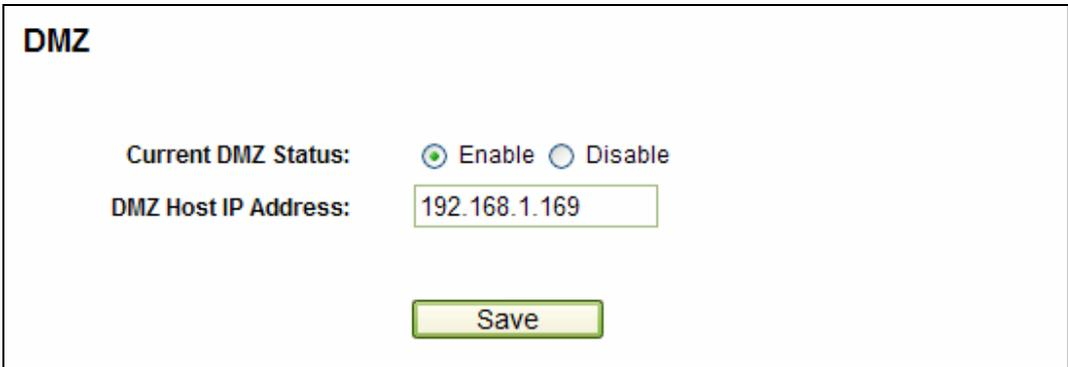 DMZ
Current DMZ Status: Enable Disable
DMZ Host IP Address: 192.168.1.169
Save